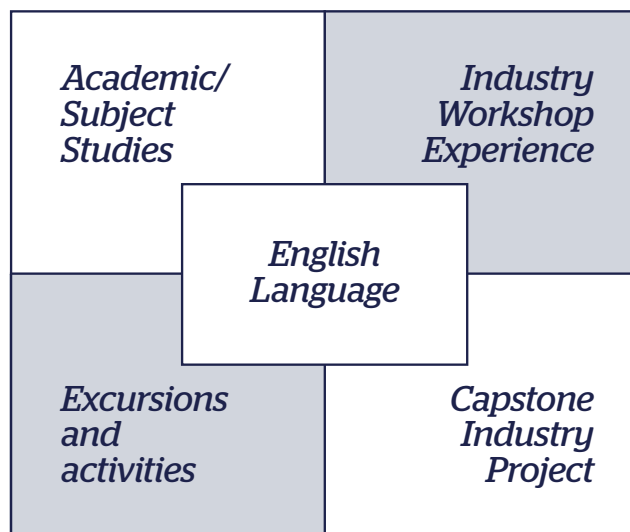 Academic/
Subject
Studies
Industry
Workshop
Experience
English
Language
Excursions
and
activities
Capstone
Industry
Project